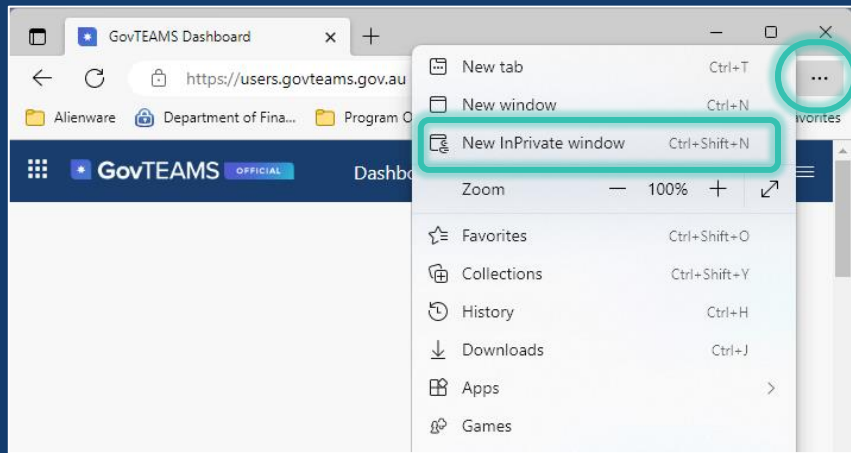 GovTEAMS Dashboard
https://users.govteams.gov.au
Alienware Department of Fina... Program O
avorites
GovTEAMS OFFICIAL Dashbo
New tab Ctrl+T
New window Ctrl+N
New InPrivate window Ctrl+Shift+N
Zoom — 100% +
Favorites Ctrl+Shift+O
Collections Ctrl+Shift+Y
History Ctrl+H
Downloads Ctrl+J
Apps
Games